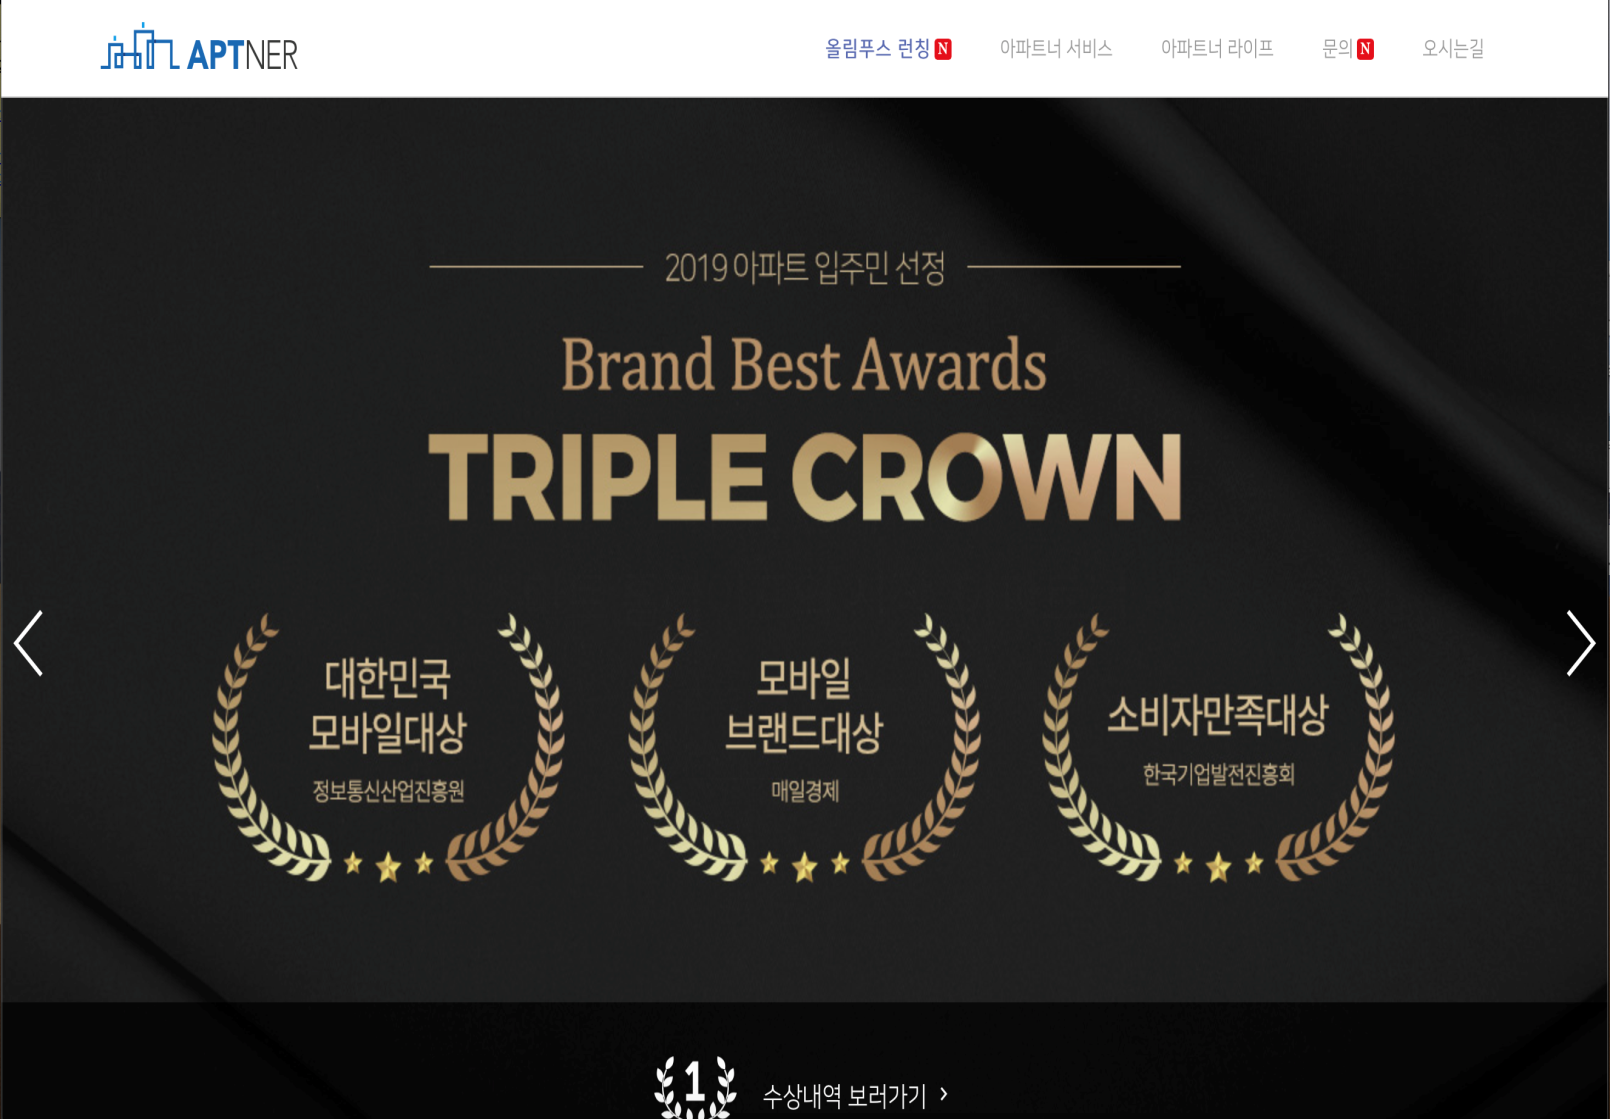 APTNER
올림푸스 런칭 N
아파트너 서비스
아파트너 라이프
문의 N
오시는길
2019 아파트 입주민 선정
Brand Best Awards
TRIPLE CROWN
대한민국
모바일대상
정보통신산업진흥원
모바일
브랜드대상
매일경제
소비자만족대상
한국기업발전진흥회
1
수상내역 보러가기 >